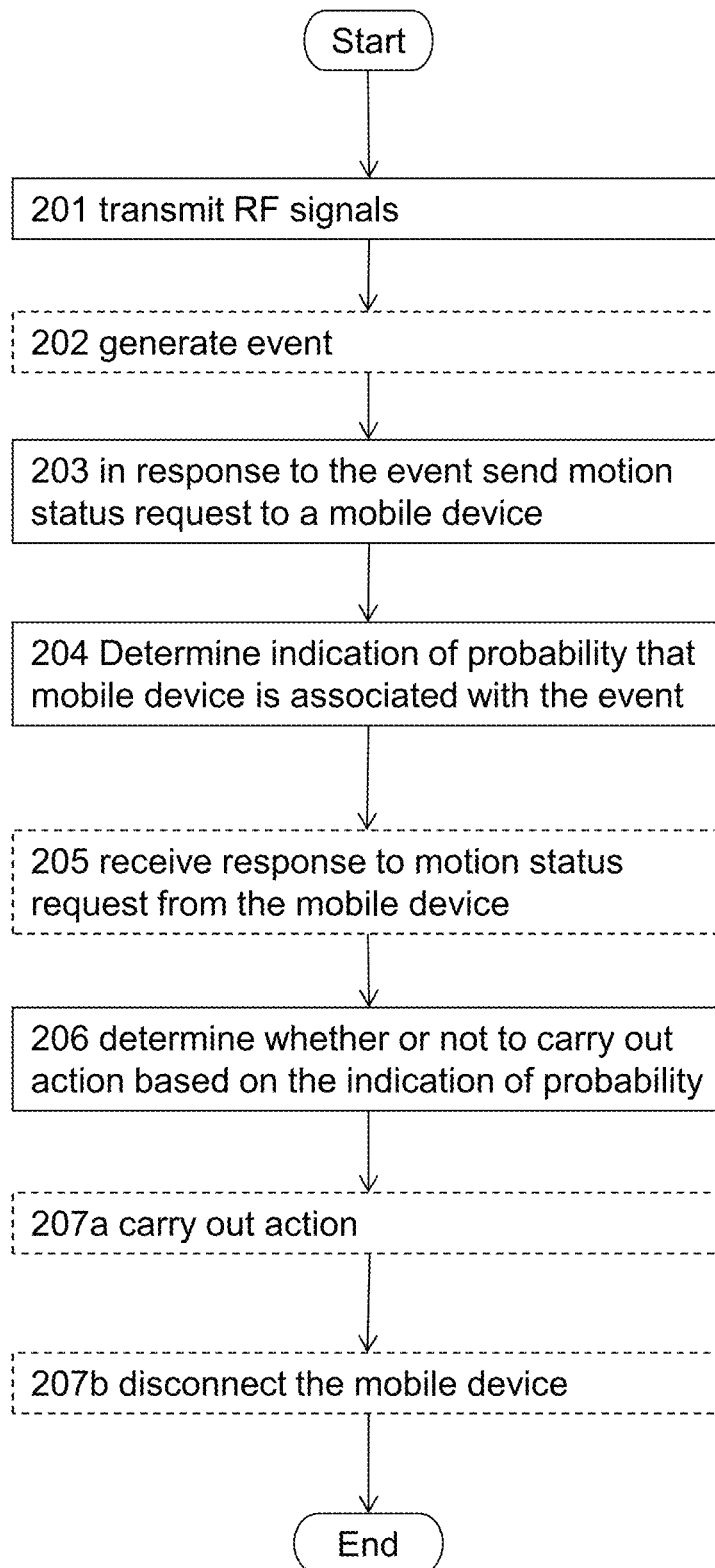 Start
201 transmit RF signals
202 generate event
203 in response to the event send motion
status request to a mobile device
204 Determine indication of probability that
mobile device is associated with the event
205 receive response to motion status
request from the mobile device
206 determine whether or not to carry out
action based on the indication of probability
207a carry out action
207b disconnect the mobile device
End